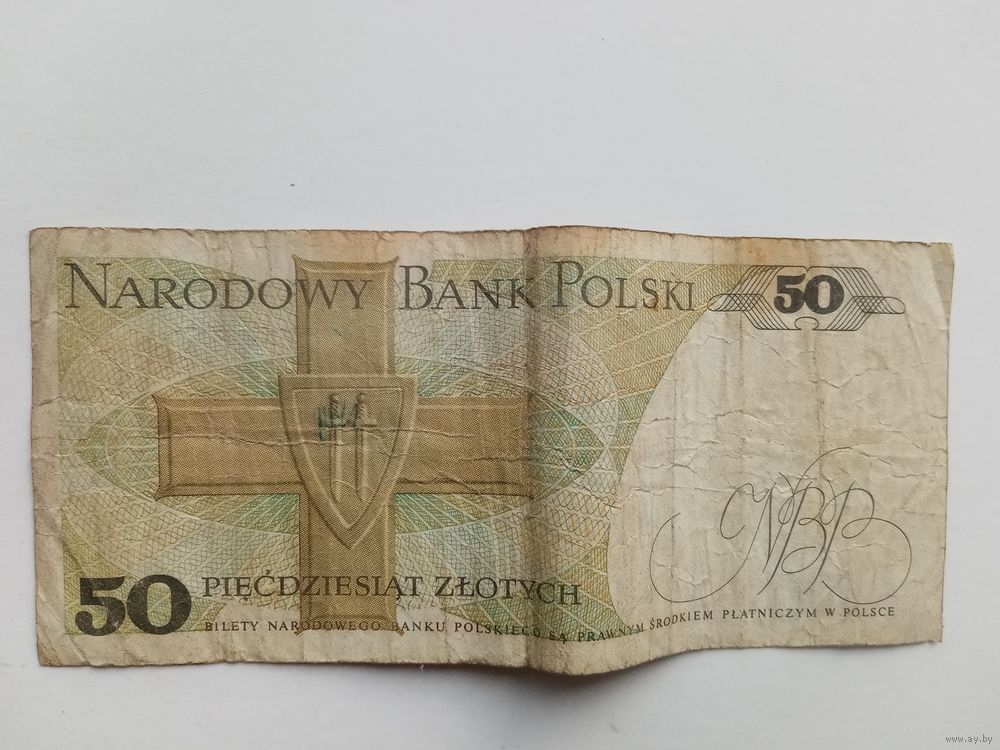 NARODOWY BANK POLSKI 50
NBP
50 PIĘĆDZIESIĄT ZŁOTYCH
BILETY NARODOWEGO BANKU POLSKIEGO SĄ PRAWNYM ŚRODKIEM PŁATNICZYM W POLSCE
www.ay.by